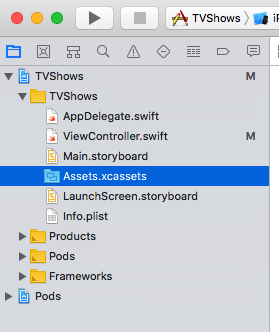 TVShows
iP
TVShows
M
TVShows
AppDelegate.swift
ViewController.swift
M
Main.storyboard
Assets.xcassets
LaunchScreen.storyboard
Info.plist
Products
Pods
Frameworks
Pods